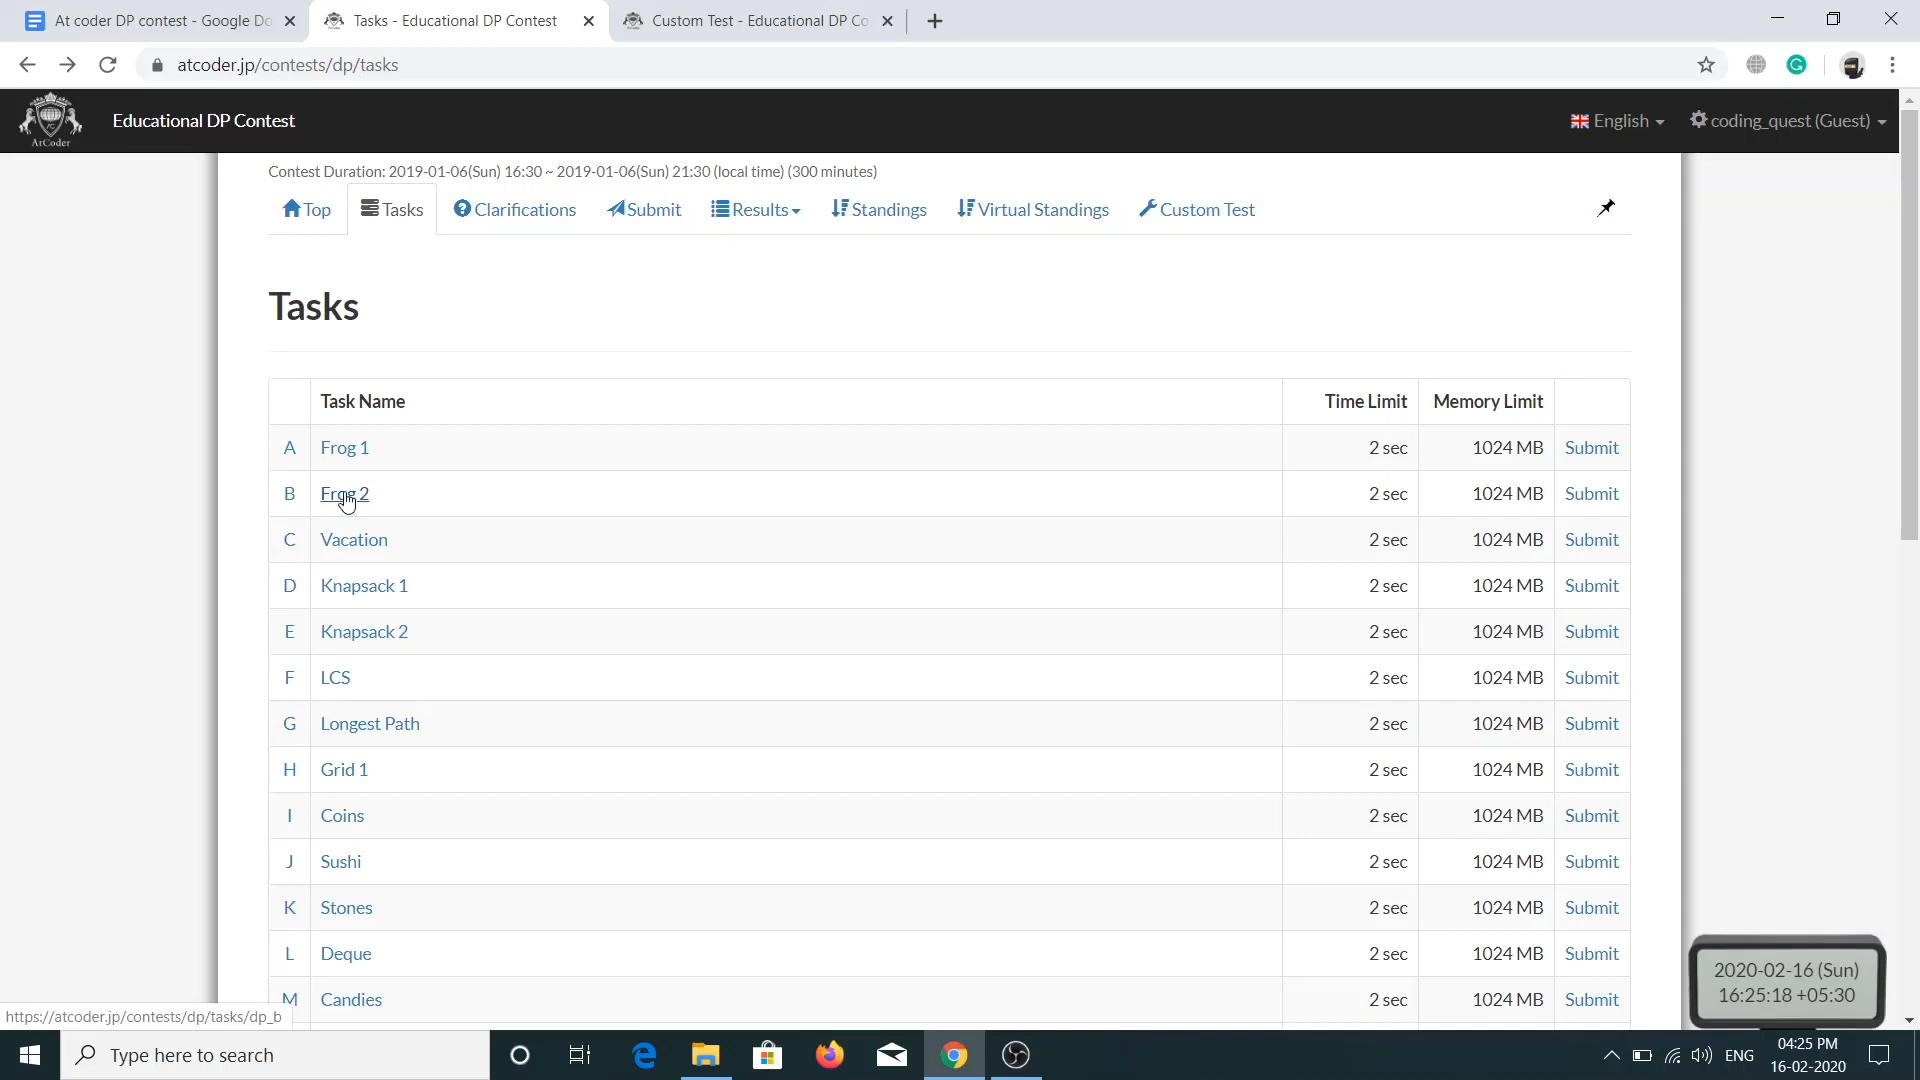 At coder DP contest - Google Do
Tasks - Educational DP Contest
Custom Test - Educational DP Co
atcoder.jp/contests/dp/tasks
AtCoder
Educational DP Contest
English
coding_quest (Guest)
Contest Duration: 2019-01-06(Sun) 16:30 ~ 2019-01-06(Sun) 21:30 (local time) (300 minutes)
Top Tasks Clarifications Submit Results Standings Virtual Standings Custom Test
Tasks
Task Name Time Limit Memory Limit
A Frog 1 2 sec 1024 MB Submit
B Frog 2 2 sec 1024 MB Submit
C Vacation 2 sec 1024 MB Submit
D Knapsack 1 2 sec 1024 MB Submit
E Knapsack 2 2 sec 1024 MB Submit
F LCS 2 sec 1024 MB Submit
G Longest Path 2 sec 1024 MB Submit
H Grid 1 2 sec 1024 MB Submit
I Coins 2 sec 1024 MB Submit
J Sushi 2 sec 1024 MB Submit
K Stones 2 sec 1024 MB Submit
L Deque 2 sec 1024 MB Submit
M Candies 2 sec 1024 MB Submit
2020-02-16 (Sun)
16:25:18 +05:30
https://atcoder.jp/contests/dp/tasks/dp_b
Type here to search
ENG
04:25 PM
16-02-2020